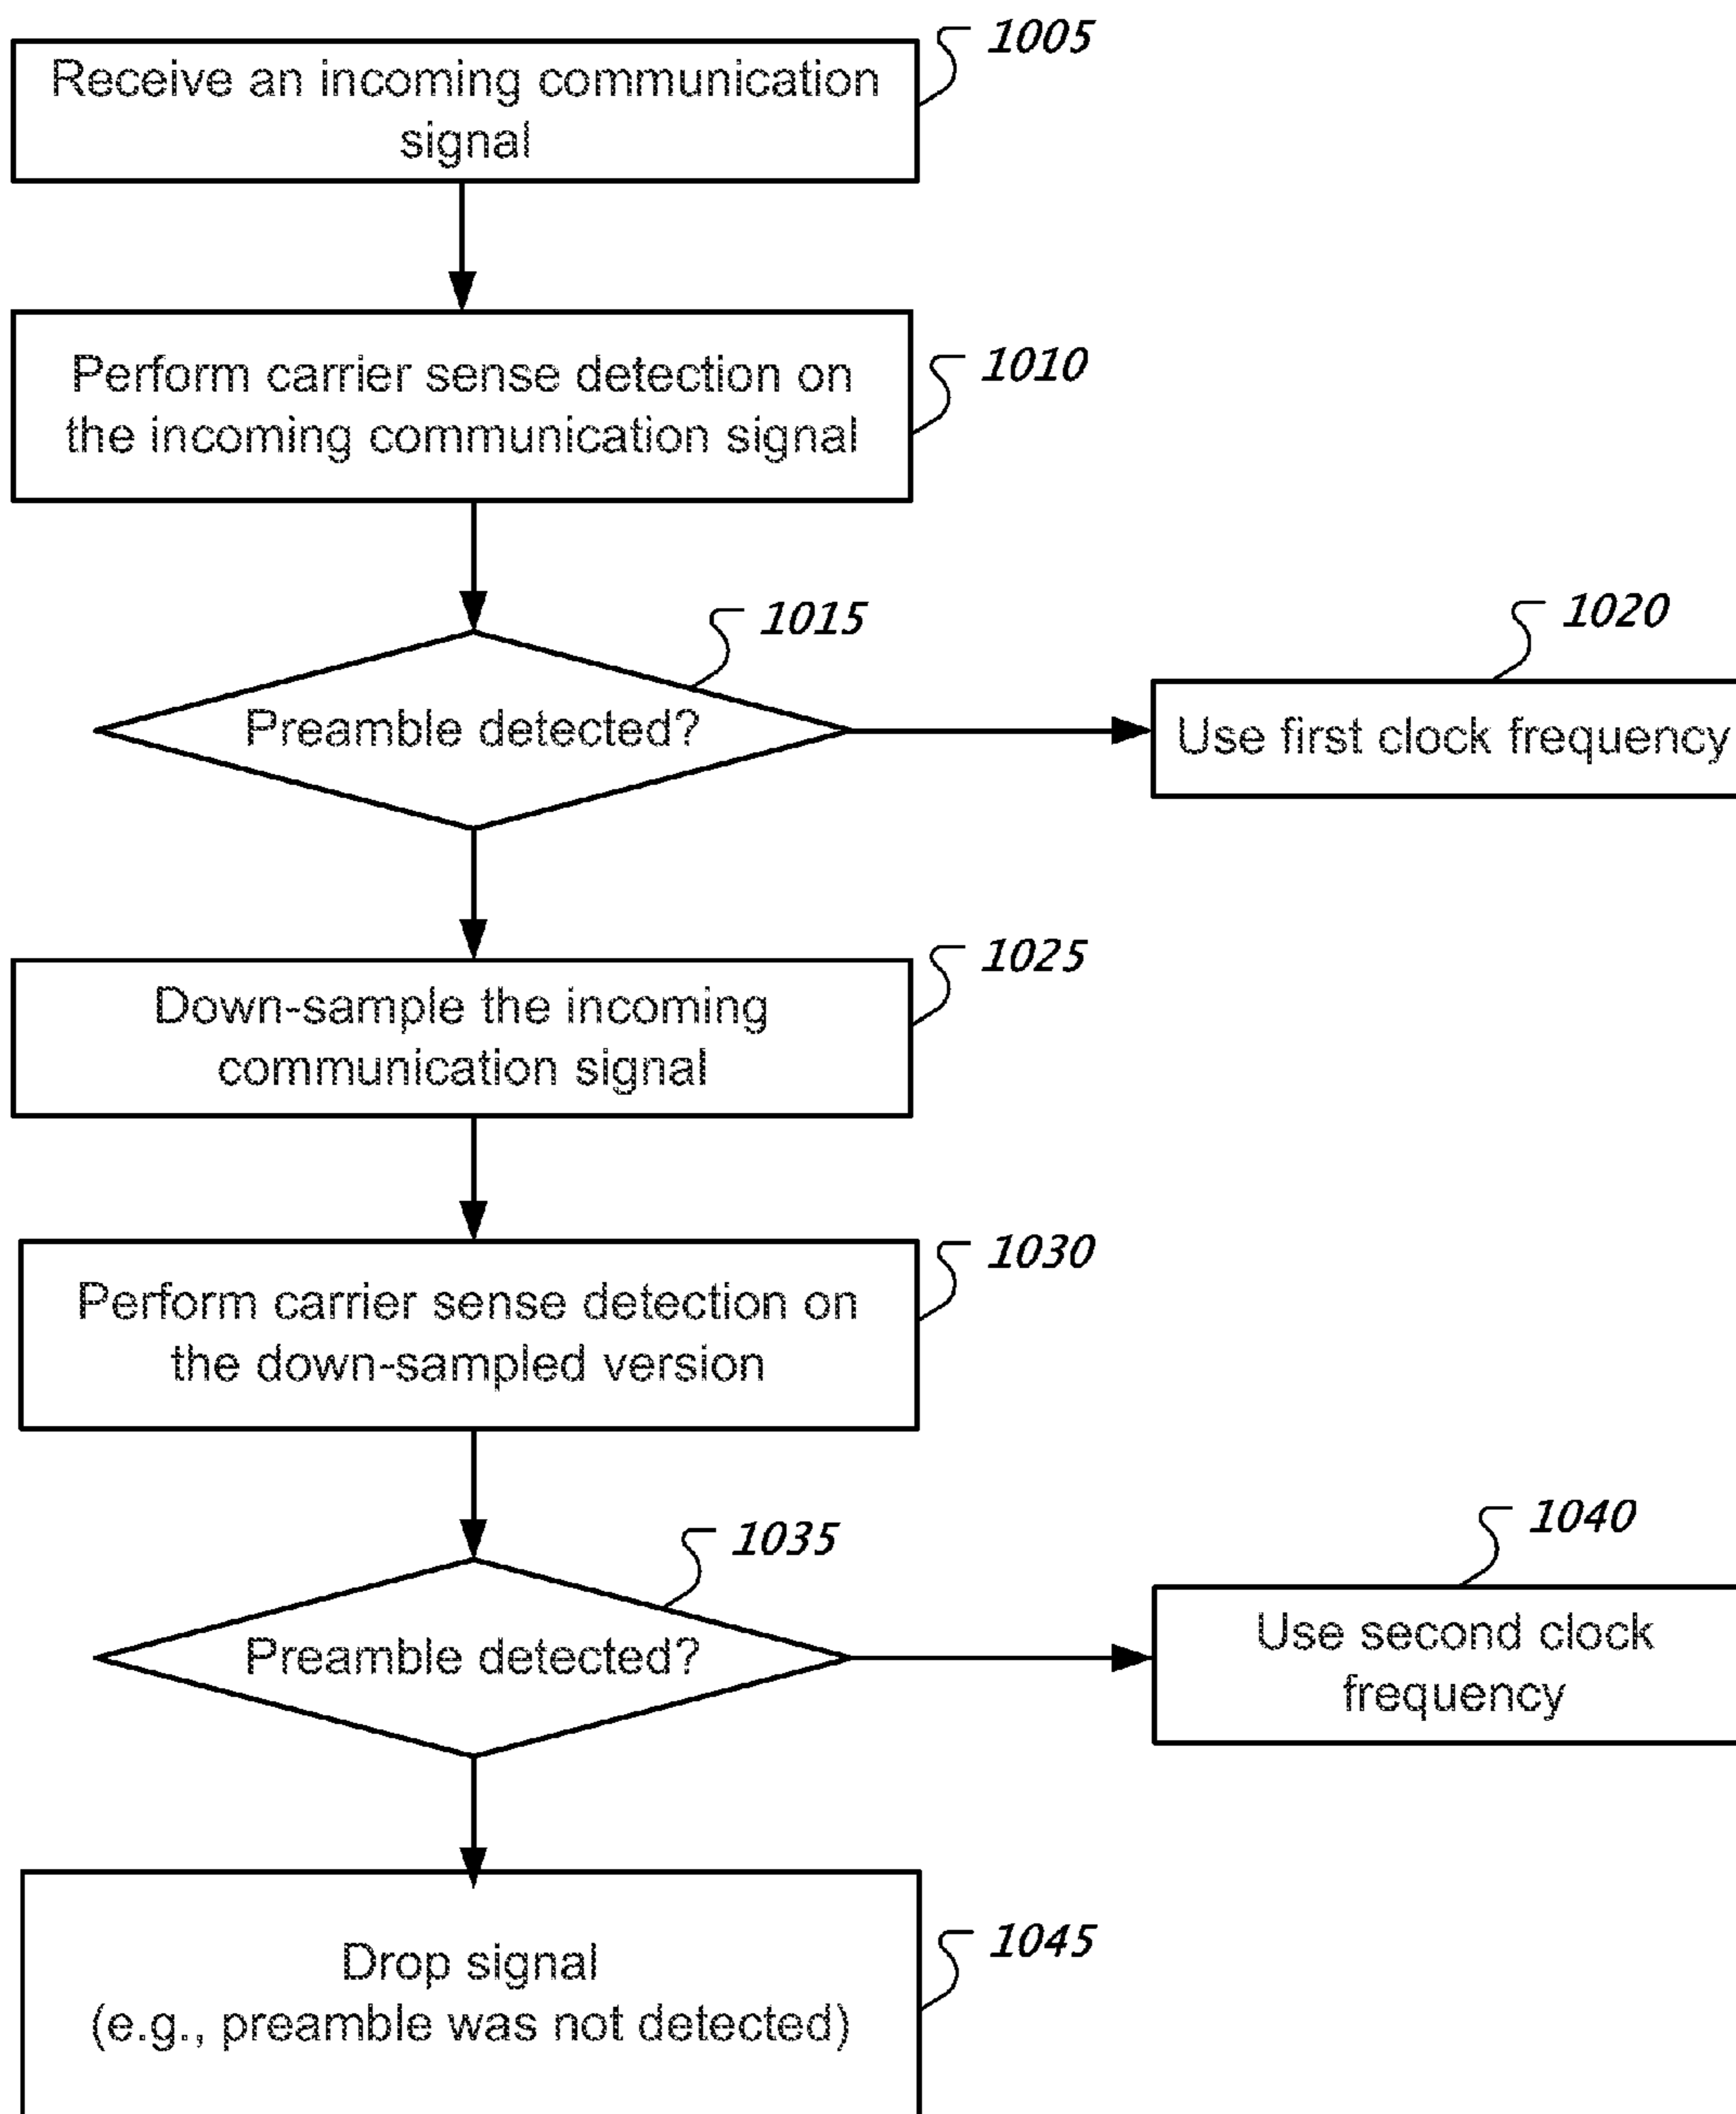 1005
Receive an incoming communication
signal
1010
Perform carrier sense detection on
the incoming communication signal
1015
Preamble detected?
1020
Use first clock frequency
1025
Down-sample the incoming
communication signal
1030
Perform carrier sense detection on
the down-sampled version
1035
Preamble detected?
1040
Use second clock
frequency
1045
Drop signal
(e.g., preamble was not detected)